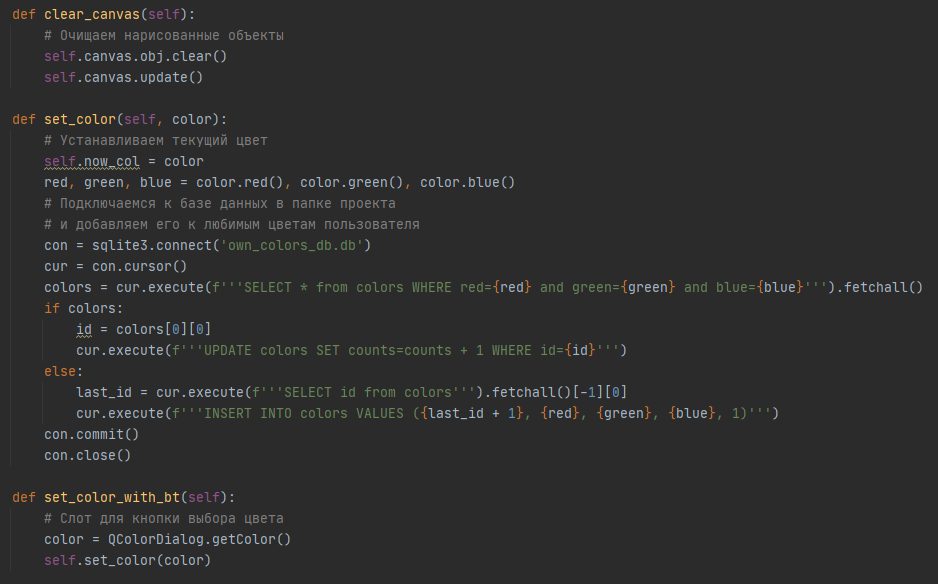 def clear_canvas(self):
    # Очищаем нарисованные объекты
    self.canvas.obj.clear()
    self.canvas.update()

def set_color(self, color):
    # Устанавливаем текущий цвет
    self.now_col = color
    red, green, blue = color.red(), color.green(), color.blue()
    # Подключаемся к базе данных в папке проекта
    # и добавляем его к любимым цветам пользователя
    con = sqlite3.connect('own_colors_db.db')
    cur = con.cursor()
    colors = cur.execute(f'''SELECT * from colors WHERE red={red} and green={green} and blue={blue}''').fetchall()
    if colors:
        id = colors[0][0]
        cur.execute(f'''UPDATE colors SET counts=counts + 1 WHERE id={id}''')
    else:
        last_id = cur.execute(f'''SELECT id from colors''').fetchall()[-1][0]
        cur.execute(f'''INSERT INTO colors VALUES ({last_id + 1}, {red}, {green}, {blue}, 1)''')
    con.commit()
    con.close()

def set_color_with_bt(self):
    # Слот для кнопки выбора цвета
    color = QColorDialog.getColor()
    self.set_color(color)